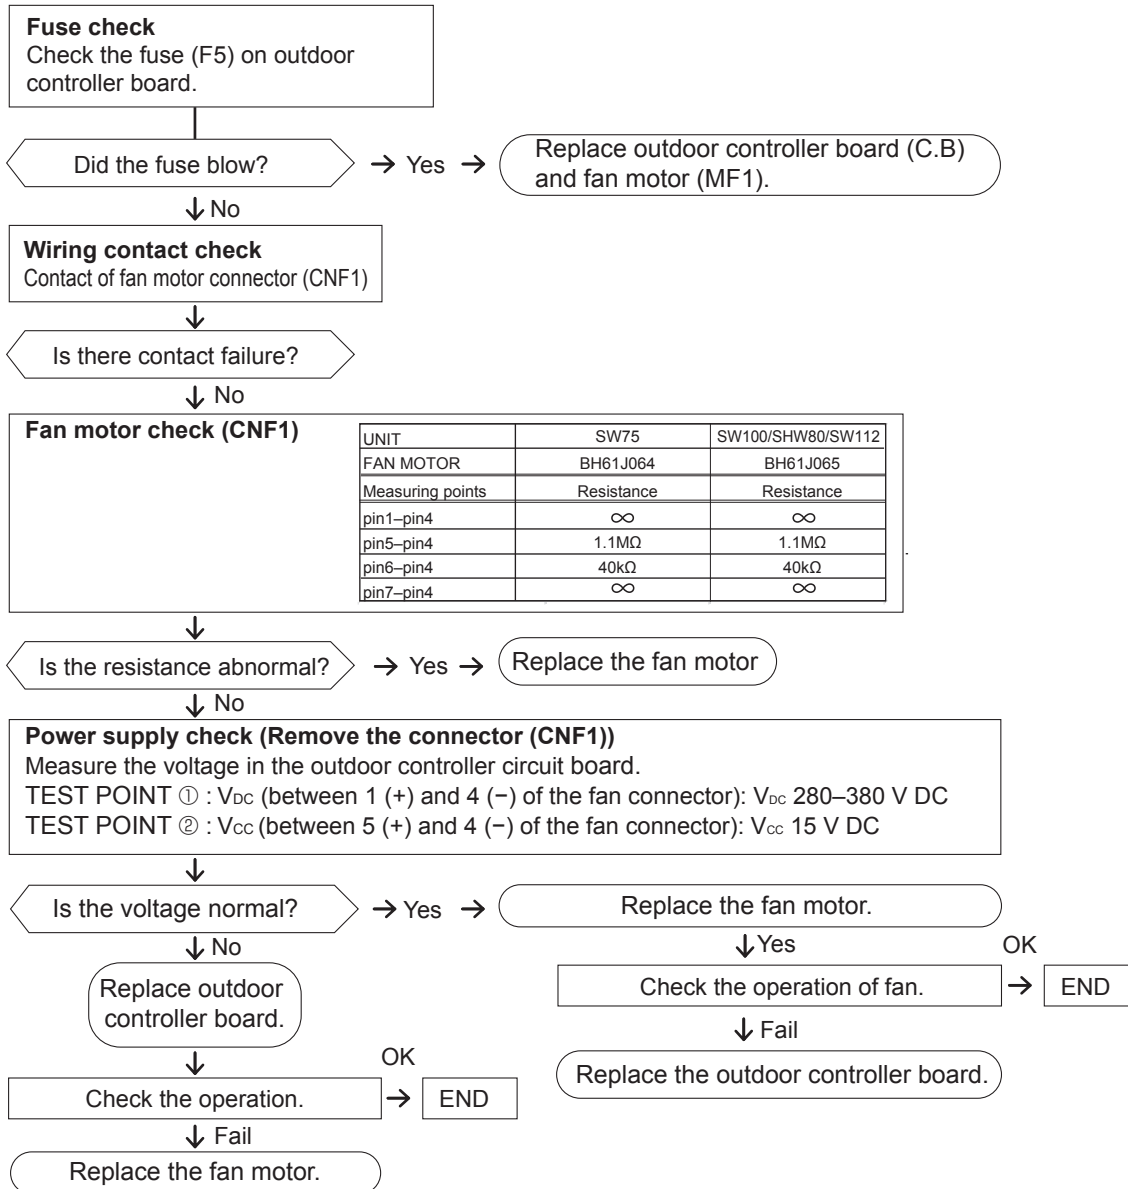 Fuse check
Check the fuse (F5) on outdoor
controller board.
Did the fuse blow?
→ Yes →
Replace outdoor controller board (C.B)
and fan motor (MF1).
↓ No
Wiring contact check
Contact of fan motor connector (CNF1)
↓
Is there contact failure?
↓ No
Fan motor check (CNF1)
UNIT SW75 SW100/SHW80/SW112
FAN MOTOR BH61J064 BH61J065
Measuring points Resistance Resistance
pin1–pin4 ∞ ∞
pin5–pin4 1.1MΩ 1.1MΩ
pin6–pin4 40kΩ 40kΩ
pin7–pin4 ∞ ∞
.
↓
Is the resistance abnormal?
→ Yes →
Replace the fan motor
↓ No
Power supply check (Remove the connector (CNF1))
Measure the voltage in the outdoor controller circuit board.
TEST POINT ① : VDC (between 1 (+) and 4 (−) of the fan connector): VDC 280–380 V DC
TEST POINT ② : VCC (between 5 (+) and 4 (−) of the fan connector): VCC 15 V DC
↓
Is the voltage normal?
→ Yes →
Replace the fan motor.
↓ Yes
Check the operation of fan.
OK
→
END
↓ Fail
Replace the outdoor controller board.
↓ No
Replace outdoor
controller board.
↓
Check the operation.
OK
→
END
↓ Fail
Replace the fan motor.